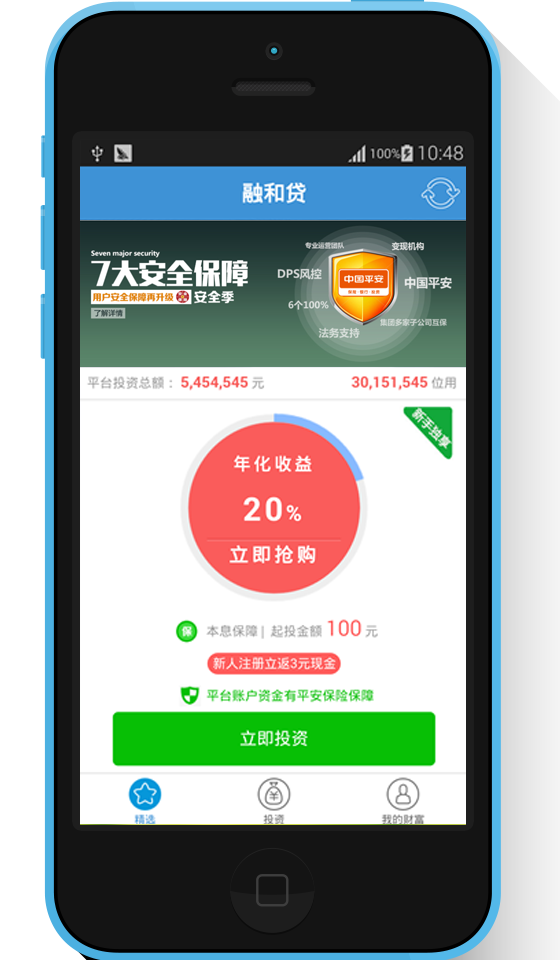 100% 10:48
融和贷
Seven major security
7大安全保障
用户安全保障再升级 安全季
了解详情
专业运营团队
变现机构
DPS风控
中国平安
中国平安
6个100%
集团多家子公司互保
法务支持
平台投资总额： 5,454,545 元
30,151,545 位用
新手独享
年化收益
20%
立即抢购
保 本息保障| 起投金额 100 元
新人注册立返3元现金
平台账户资金有平安保险保障
立即投资
精选
投资
我的财富